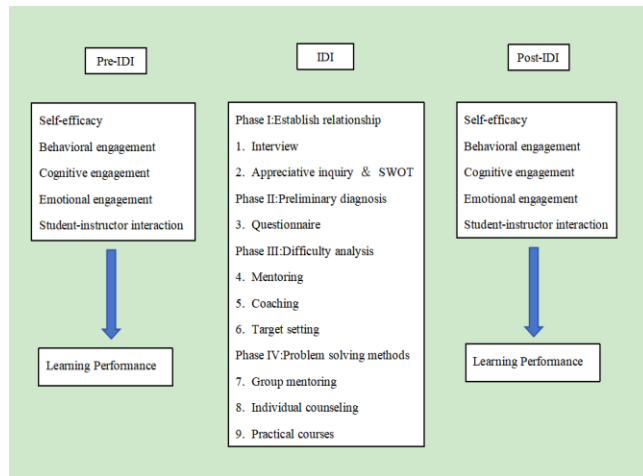 Pre-IDI
Self-efficacy
Behavioral engagement
Cognitive engagement
Emotional engagement
Student-instructor interaction
Learning Performance
IDI
Phase I:Establish relationship
1. Interview
2. Appreciative inquiry & SWOT
Phase II:Preliminary diagnosis
3. Questionnaire
Phase III:Difficulty analysis
4. Mentoring
5. Coaching
6. Target setting
Phase IV:Problem solving methods
7. Group mentoring
8. Individual counseling
9. Practical courses
Post-IDI
Self-efficacy
Behavioral engagement
Cognitive engagement
Emotional engagement
Student-instructor interaction
Learning Performance